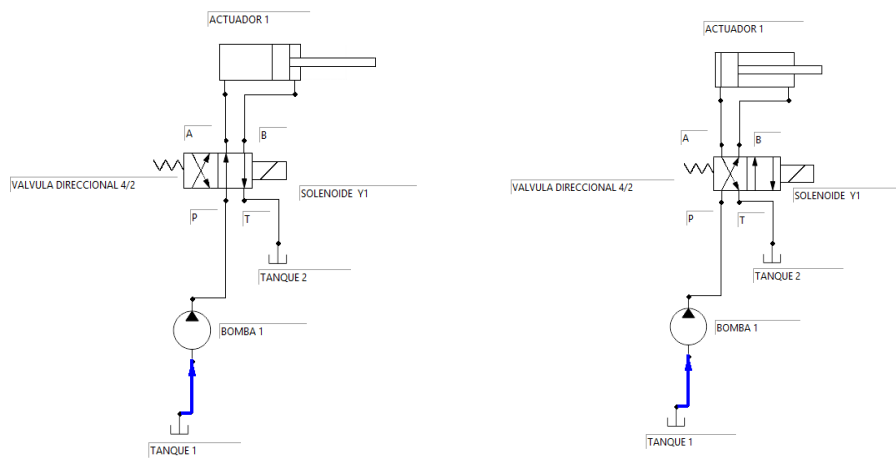 ACTUADOR 1
A
B
VALVULA DIRECCIONAL 4/2
SOLENOIDE Y1
P
T
TANQUE 2
BOMBA 1
TANQUE 1
ACTUADOR 1
A
B
VALVULA DIRECCIONAL 4/2
SOLENOIDE Y1
P
T
TANQUE 2
BOMBA 1
TANQUE 1